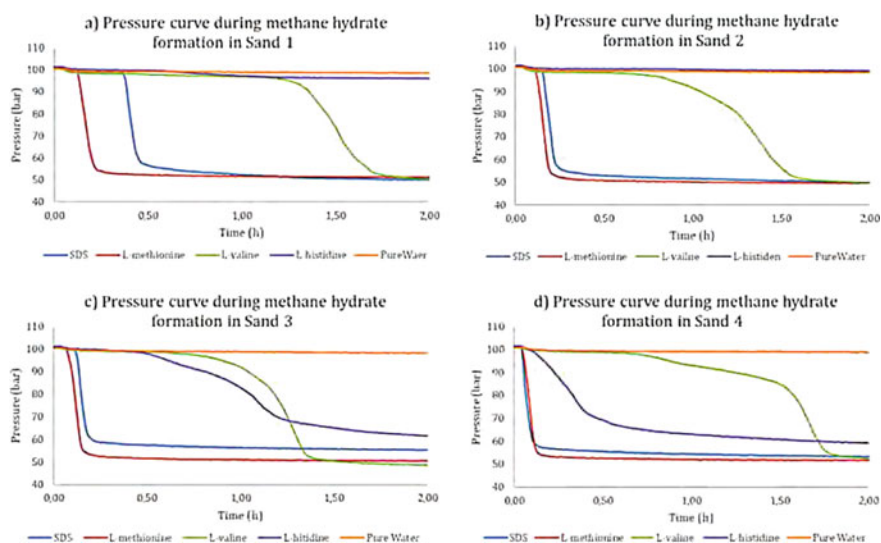 a) Pressure curve during methane hydrate
formation in Sand 1
110
100
90
80
70
60
50
40
Pressure (bar)
0,00 0,50 1,00 1,50 2,00
Time (h)
SDS L-methionine L-valine L-histidine PureWaer
b) Pressure curve during methane hydrate
formation in Sand 2
110
100
90
80
70
60
50
40
Pressure (bar)
0,00 0,50 1,00 1,50 2,00
Time (h)
SDS L-methionine L-vailne L-histiden PureWater
c) Pressure curve during methane hydrate
formation in Sand 3
110
100
90
80
70
60
50
40
Pressure (bar)
0,00 0,50 1,00 1,50 2,00
Time (h)
SDS L-methionine L-valine L-hitidine Pure Water
d) Pressure curve during methane hydrate
formation in Sand 4
110
100
90
80
70
60
50
40
Pressure (bar)
0,00 0,50 1,00 1,50 2,00
Time (h)
SDS L-methionine L-valine L-histidine Pure Water